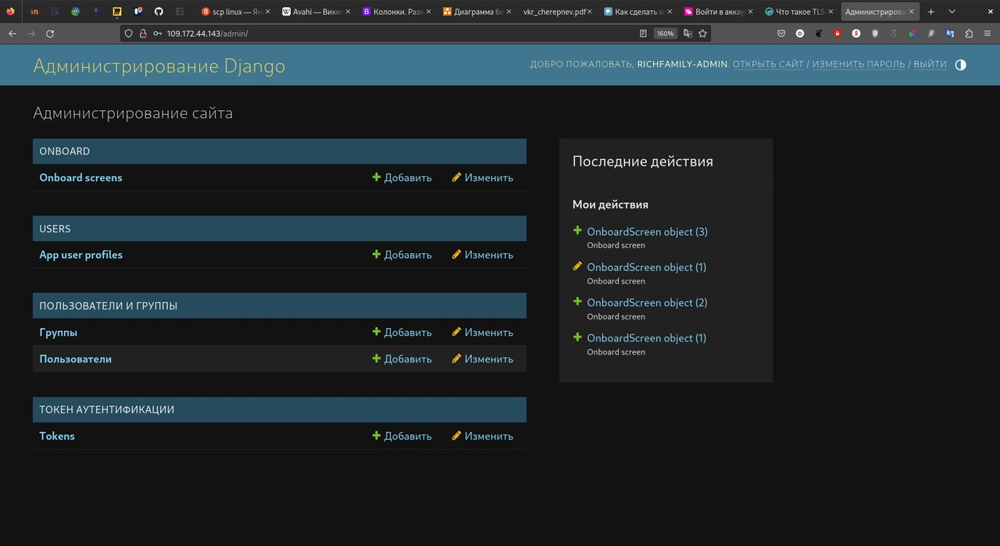 scp linux — Ян
Avahi — Вики
Колонки. Разм
Диаграмма бе
vkr_cherepnev.pdf
Как сделать хо
Войти в аккау
Что такое TLS
Администрова
109.172.44.143/admin/
160%
Администрирование Django
ДОБРО ПОЖАЛОВАТЬ, RICHFAMILY-ADMIN. ОТКРЫТЬ САЙТ / ИЗМЕНИТЬ ПАРОЛЬ / ВЫЙТИ
Администрирование сайта
ONBOARD
Onboard screens Добавить Изменить
USERS
App user profiles Добавить Изменить
ПОЛЬЗОВАТЕЛИ И ГРУППЫ
Группы Добавить Изменить
Пользователи Добавить Изменить
ТОКЕН АУТЕНТИФИКАЦИИ
Tokens Добавить Изменить
Последние действия
Мои действия
OnboardScreen object (3)
Onboard screen
OnboardScreen object (1)
Onboard screen
OnboardScreen object (2)
Onboard screen
OnboardScreen object (1)
Onboard screen